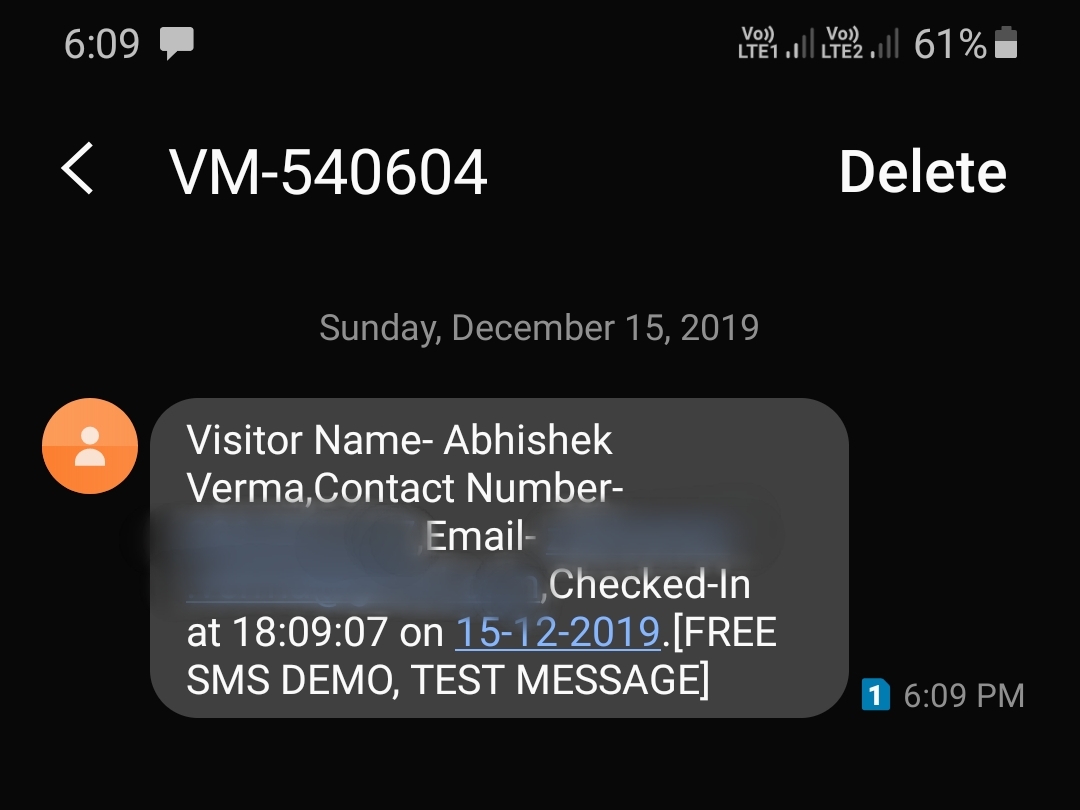 6:09 Vo)) LTE1 Vo)) LTE2 61%
VM-540604 Delete
Sunday, December 15, 2019
Visitor Name- Abhishek
Verma,Contact Number-
,Email-
,Checked-In
at 18:09:07 on 15-12-2019.[FREE
SMS DEMO, TEST MESSAGE]
1 6:09 PM